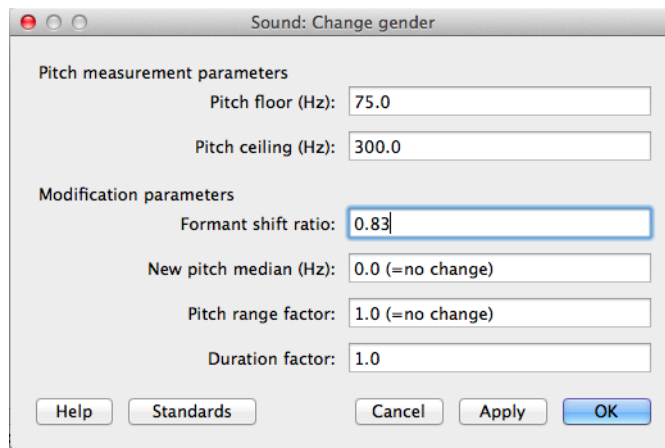 Sound: Change gender
Pitch measurement parameters
Pitch floor (Hz): 75.0
Pitch ceiling (Hz): 300.0
Modification parameters
Formant shift ratio: 0.83
New pitch median (Hz): 0.0 (=no change)
Pitch range factor: 1.0 (=no change)
Duration factor: 1.0
Help Standards Cancel Apply OK